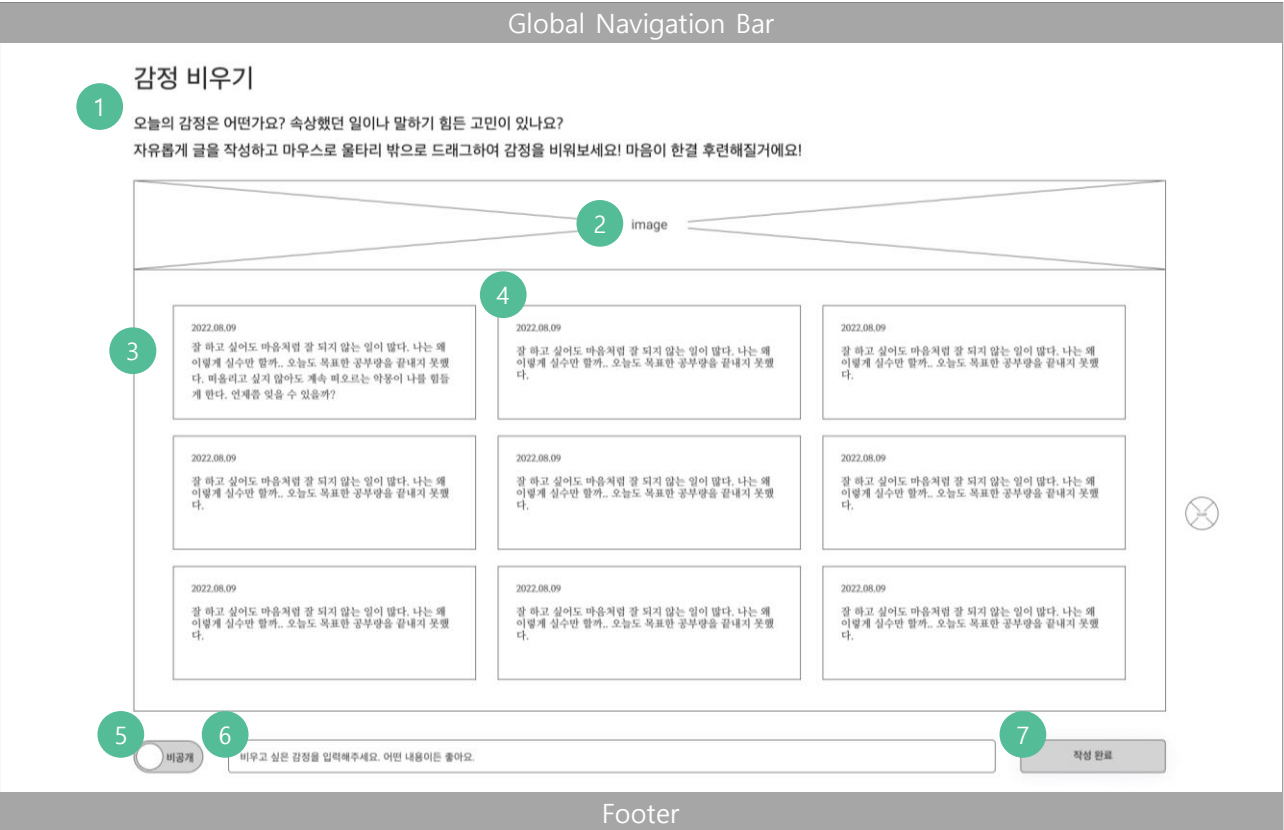 Global Navigation Bar
감정 비우기
1
오늘의 감정은 어떤가요? 속상했던 일이나 말하기 힘든 고민이 있나요?
자유롭게 글을 작성하고 마우스로 울타리 밖으로 드래그하여 감정을 비워보세요! 마음이 한결 후련해질거에요!
2
image
3
4
2022.08.09
잘 하고 싶어도 마음처럼 잘 되지 않는 일이 많다. 나는 왜
이렇게 실수만 할까.. 오늘도 목표한 공부량을 끝내지 못했
다. 떠올리고 싶지 않아도 계속 떠오르는 악몽이 나를 힘들
게 한다. 언제쯤 잊을 수 있을까?
2022.08.09
잘 하고 싶어도 마음처럼 잘 되지 않는 일이 많다. 나는 왜
이렇게 실수만 할까.. 오늘도 목표한 공부량을 끝내지 못했
다.
2022.08.09
잘 하고 싶어도 마음처럼 잘 되지 않는 일이 많다. 나는 왜
이렇게 실수만 할까.. 오늘도 목표한 공부량을 끝내지 못했
다.
2022.08.09
잘 하고 싶어도 마음처럼 잘 되지 않는 일이 많다. 나는 왜
이렇게 실수만 할까.. 오늘도 목표한 공부량을 끝내지 못했
다.
2022.08.09
잘 하고 싶어도 마음처럼 잘 되지 않는 일이 많다. 나는 왜
이렇게 실수만 할까.. 오늘도 목표한 공부량을 끝내지 못했
다.
2022.08.09
잘 하고 싶어도 마음처럼 잘 되지 않는 일이 많다. 나는 왜
이렇게 실수만 할까.. 오늘도 목표한 공부량을 끝내지 못했
다.
2022.08.09
잘 하고 싶어도 마음처럼 잘 되지 않는 일이 많다. 나는 왜
이렇게 실수만 할까.. 오늘도 목표한 공부량을 끝내지 못했
다.
2022.08.09
잘 하고 싶어도 마음처럼 잘 되지 않는 일이 많다. 나는 왜
이렇게 실수만 할까.. 오늘도 목표한 공부량을 끝내지 못했
다.
2022.08.09
잘 하고 싶어도 마음처럼 잘 되지 않는 일이 많다. 나는 왜
이렇게 실수만 할까.. 오늘도 목표한 공부량을 끝내지 못했
다.
5
비공개
6
비우고 싶은 감정을 입력해주세요. 어떤 내용이든 좋아요.
7
작성 완료
Footer